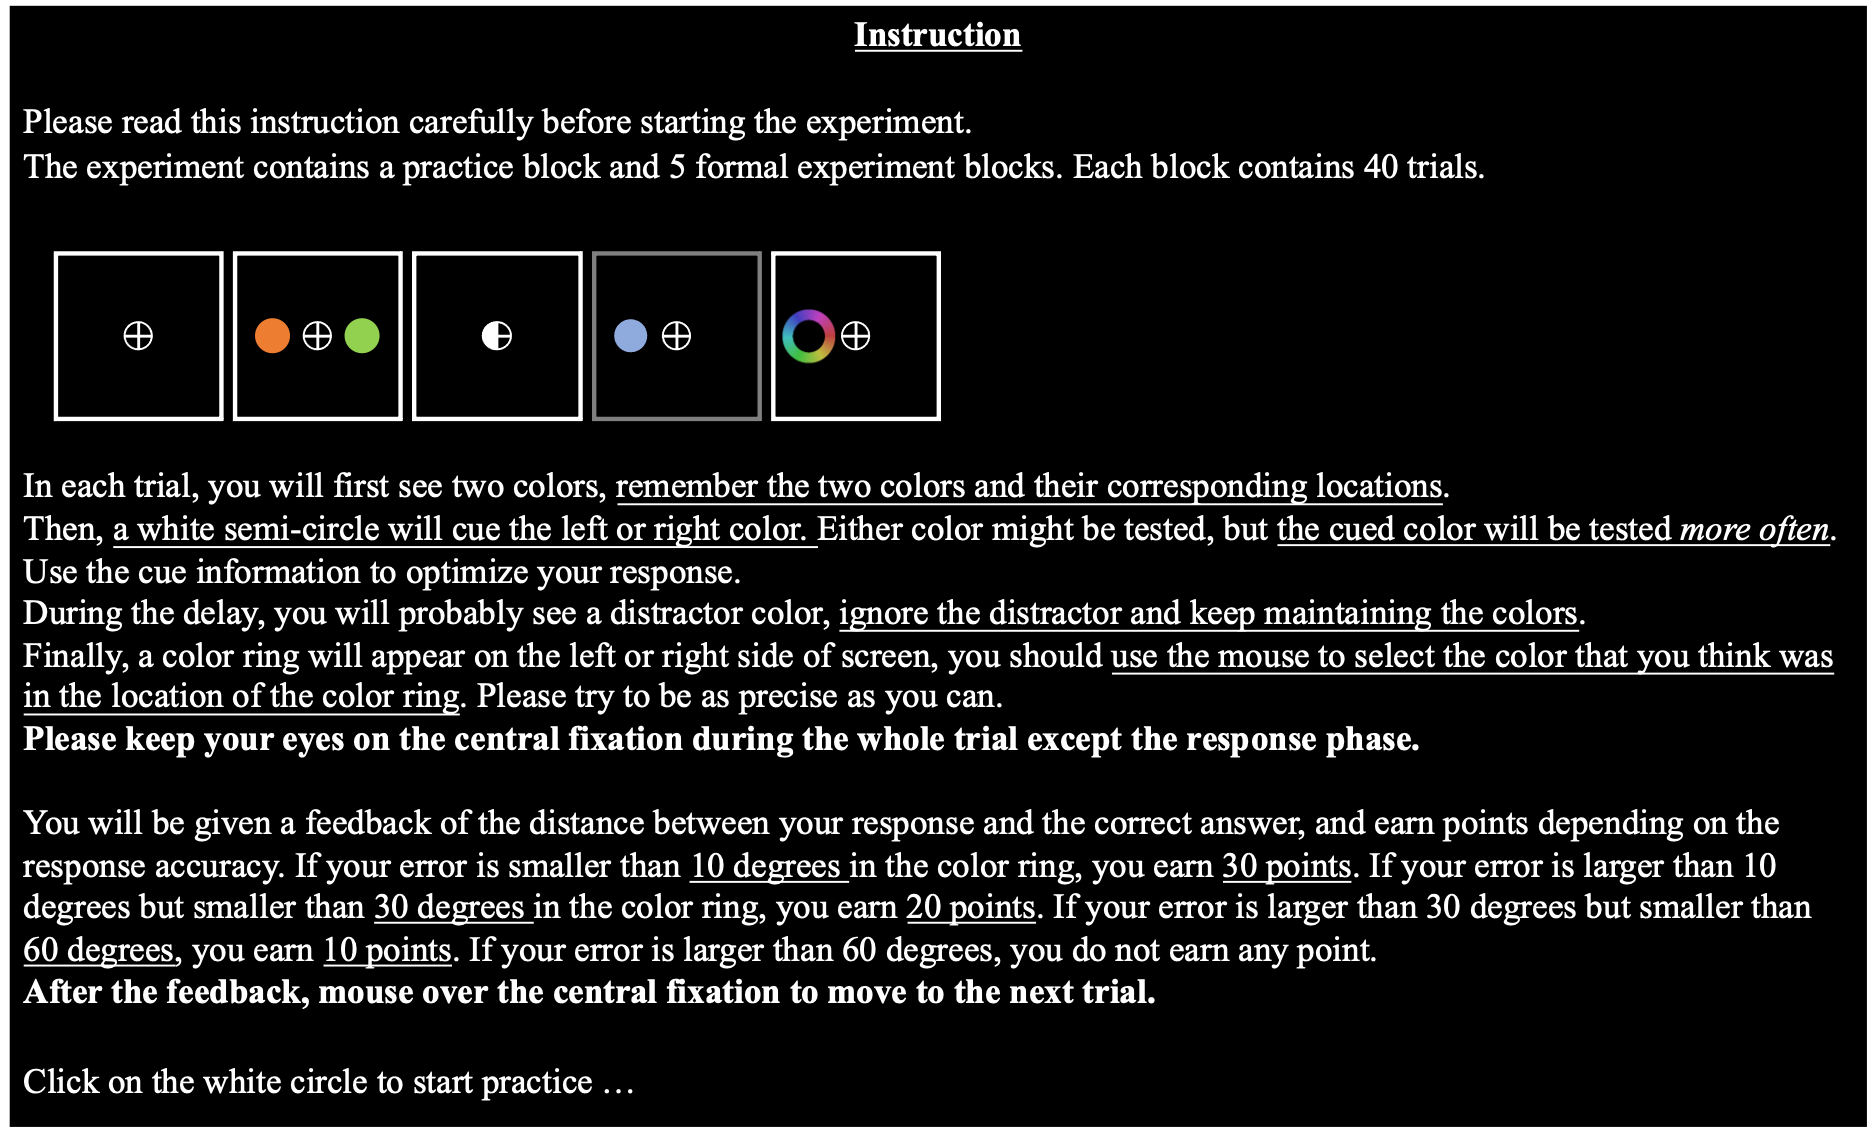 Instruction
Please read this instruction carefully before starting the experiment.
The experiment contains a practice block and 5 formal experiment blocks. Each block contains 40 trials.
In each trial, you will first see two colors, remember the two colors and their corresponding locations.
Then, a white semi-circle will cue the left or right color. Either color might be tested, but the cued color will be tested more often.
Use the cue information to optimize your response.
During the delay, you will probably see a distractor color, ignore the distractor and keep maintaining the colors.
Finally, a color ring will appear on the left or right side of screen, you should use the mouse to select the color that you think was
in the location of the color ring. Please try to be as precise as you can.
Please keep your eyes on the central fixation during the whole trial except the response phase.
You will be given a feedback of the distance between your response and the correct answer, and earn points depending on the
response accuracy. If your error is smaller than 10 degrees in the color ring, you earn 30 points. If your error is larger than 10
degrees but smaller than 30 degrees in the color ring, you earn 20 points. If your error is larger than 30 degrees but smaller than
60 degrees, you earn 10 points. If your error is larger than 60 degrees, you do not earn any point.
After the feedback, mouse over the central fixation to move to the next trial.
Click on the white circle to start practice …